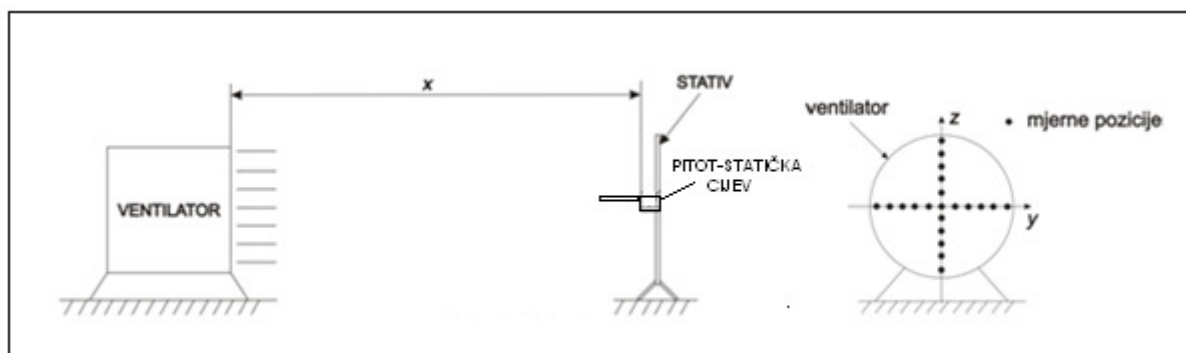 x
STATIV
ventilator
z
• mjerne pozicije
PITOT-STATIČKA
CIJEV
VENTILATOR
y